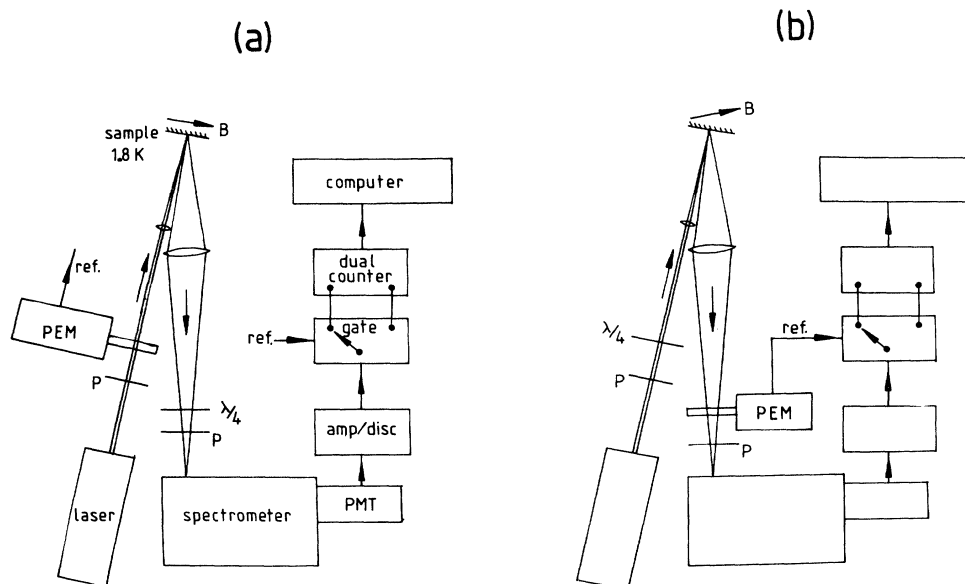 (a)
sample
1.8 K
B
ref.
PEM
P
laser
λ/4
P
spectrometer
PMT
amp/disc
ref.
gate
dual
counter
computer
(b)
B
λ/4
P
PEM
P
ref.